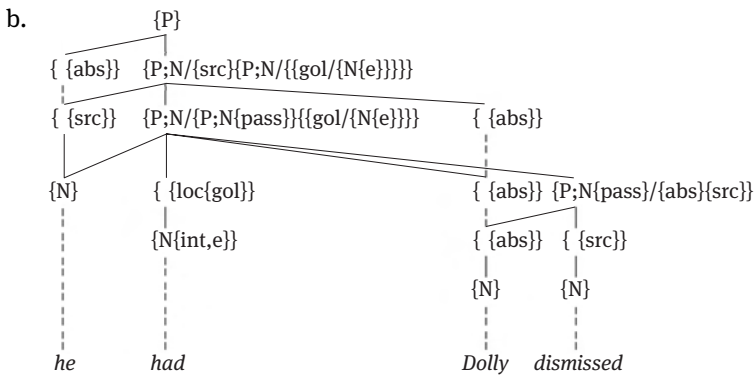 b. {P}
{ {abs}} {P;N/{src}{P;N/{{gol/{N{e}}}}}
{ {src}} {P;N/{P;N{pass}}{{gol/{N{e}}}} { {abs}}
{N} { {loc{gol}} { {abs}} {P;N{pass}/{abs}{src}}
{N{int,e}} { {abs}} { {src}}
{N} {N}
he had Dolly dismissed